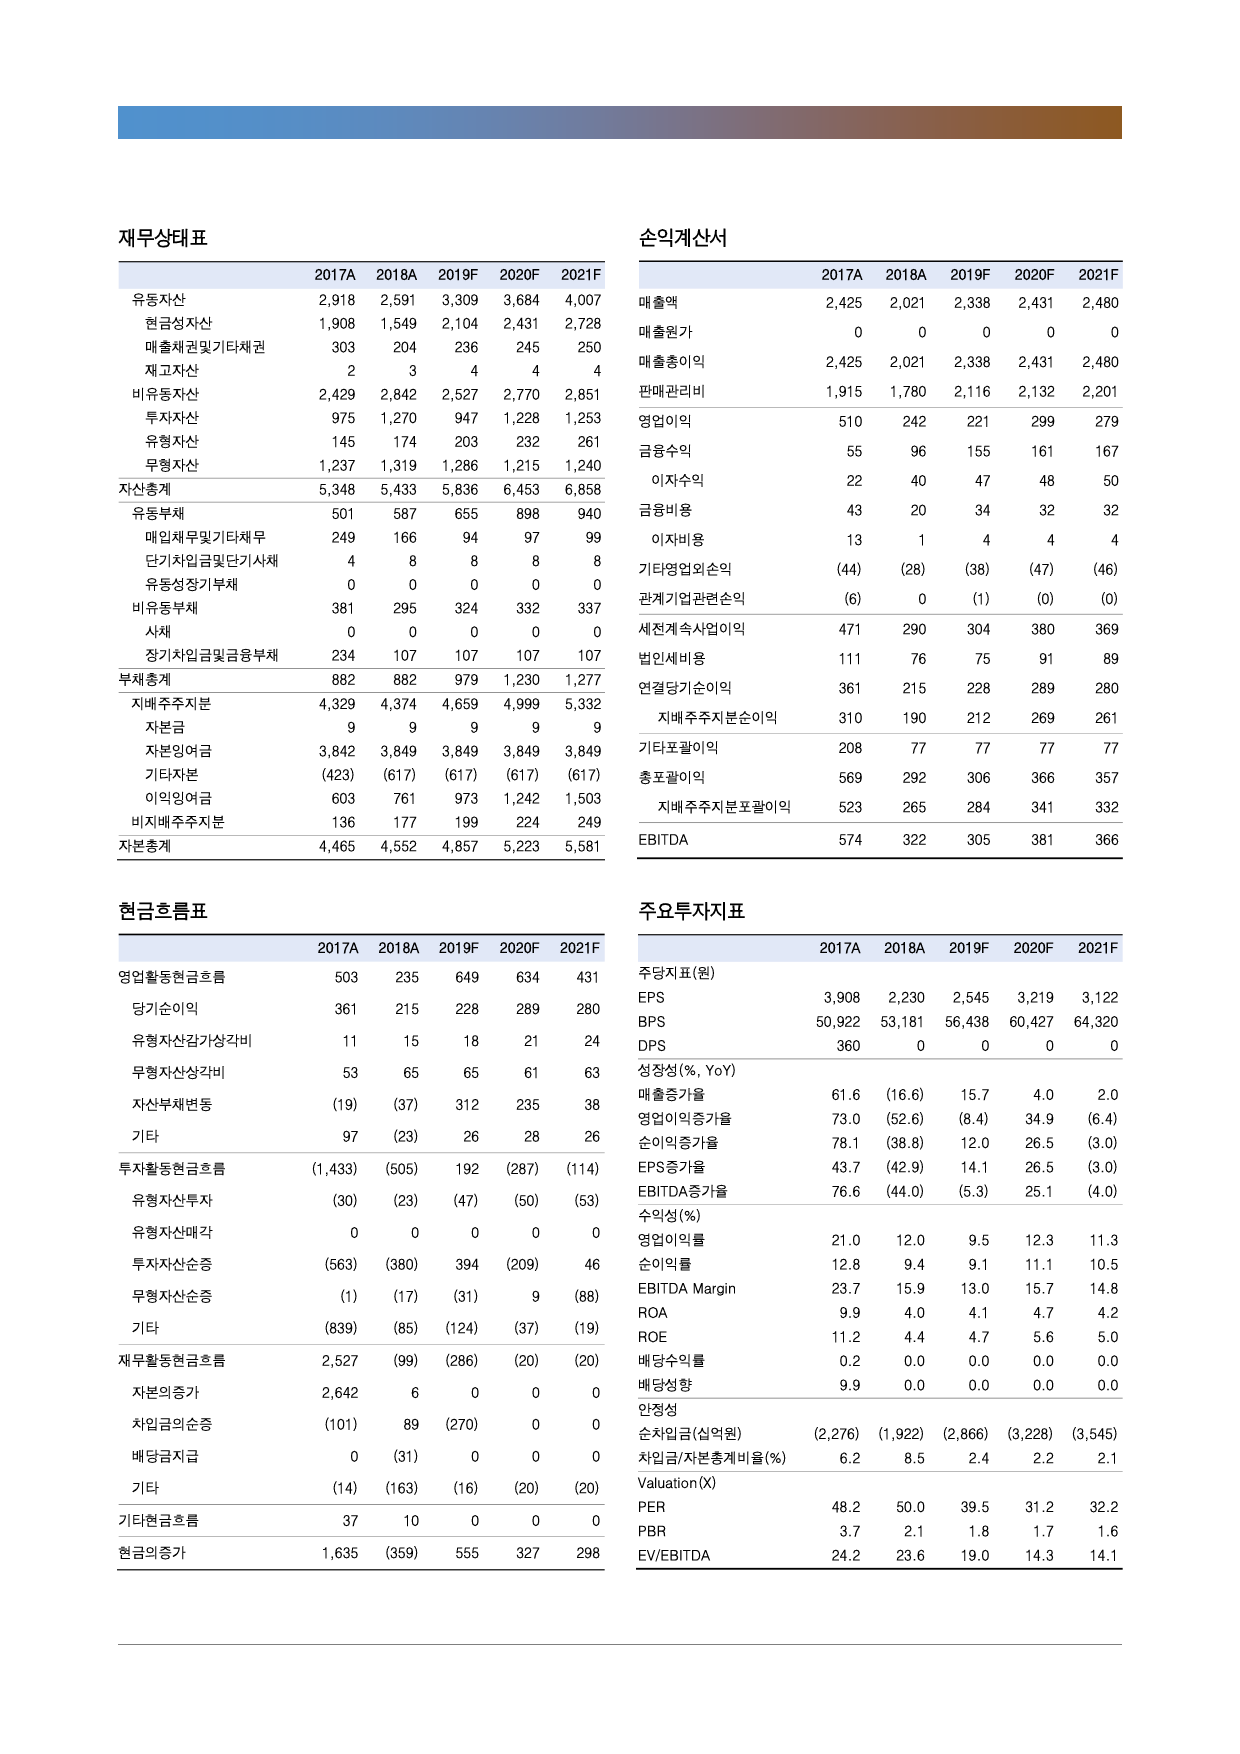 재무상태표
2017A 2018A 2019F 2020F 2021F
유동자산 2,918 2,591 3,309 3,684 4,007
현금성자산 1,908 1,549 2,104 2,431 2,728
매출채권및기타채권 303 204 236 245 250
재고자산 2 3 4 4 4
비유동자산 2,429 2,842 2,527 2,770 2,851
투자자산 975 1,270 947 1,228 1,253
유형자산 145 174 203 232 261
무형자산 1,237 1,319 1,286 1,215 1,240
자산총계 5,348 5,433 5,836 6,453 6,858
유동부채 501 587 655 898 940
매입채무및기타채무 249 166 94 97 99
단기차입금및단기사채 4 8 8 8 8
유동성장기부채 0 0 0 0 0
비유동부채 381 295 324 332 337
사채 0 0 0 0 0
장기차입금및금융부채 234 107 107 107 107
부채총계 882 882 979 1,230 1,277
지배주주지분 4,329 4,374 4,659 4,999 5,332
자본금 9 9 9 9 9
자본잉여금 3,842 3,849 3,849 3,849 3,849
기타자본 (423) (617) (617) (617) (617)
이익잉여금 603 761 973 1,242 1,503
비지배주주지분 136 177 199 224 249
자본총계 4,465 4,552 4,857 5,223 5,581
손익계산서
2017A 2018A 2019F 2020F 2021F
매출액 2,425 2,021 2,338 2,431 2,480
매출원가 0 0 0 0 0
매출총이익 2,425 2,021 2,338 2,431 2,480
판매관리비 1,915 1,780 2,116 2,132 2,201
영업이익 510 242 221 299 279
금융수익 55 96 155 161 167
이자수익 22 40 47 48 50
금융비용 43 20 34 32 32
이자비용 13 1 4 4 4
기타영업외손익 (44) (28) (38) (47) (46)
관계기업관련손익 (6) 0 (1) (0) (0)
세전계속사업이익 471 290 304 380 369
법인세비용 111 76 75 91 89
연결당기순이익 361 215 228 289 280
지배주주지분순이익 310 190 212 269 261
기타포괄이익 208 77 77 77 77
총포괄이익 569 292 306 366 357
지배주주지분포괄이익 523 265 284 341 332
EBITDA 574 322 305 381 366
현금흐름표
2017A 2018A 2019F 2020F 2021F
영업활동현금흐름 503 235 649 634 431
당기순이익 361 215 228 289 280
유형자산감가상각비 11 15 18 21 24
무형자산상각비 53 65 65 61 63
자산부채변동 (19) (37) 312 235 38
기타 97 (23) 26 28 26
투자활동현금흐름 (1,433) (505) 192 (287) (114)
유형자산투자 (30) (23) (47) (50) (53)
유형자산매각 0 0 0 0 0
투자자산순증 (563) (380) 394 (209) 46
무형자산순증 (1) (17) (31) 9 (88)
기타 (839) (85) (124) (37) (19)
재무활동현금흐름 2,527 (99) (286) (20) (20)
자본의증가 2,642 6 0 0 0
차입금의순증 (101) 89 (270) 0 0
배당금지급 0 (31) 0 0 0
기타 (14) (163) (16) (20) (20)
기타현금흐름 37 10 0 0 0
현금의증가 1,635 (359) 555 327 298
주요투자지표
2017A 2018A 2019F 2020F 2021F
주당지표(원)
EPS 3,908 2,230 2,545 3,219 3,122
BPS 50,922 53,181 56,438 60,427 64,320
DPS 360 0 0 0 0
성장성(%, YoY)
매출증가율 61.6 (16.6) 15.7 4.0 2.0
영업이익증가율 73.0 (52.6) (8.4) 34.9 (6.4)
순이익증가율 78.1 (38.8) 12.0 26.5 (3.0)
EPS증가율 43.7 (42.9) 14.1 26.5 (3.0)
EBITDA증가율 76.6 (44.0) (5.3) 25.1 (4.0)
수익성(%)
영업이익률 21.0 12.0 9.5 12.3 11.3
순이익률 12.8 9.4 9.1 11.1 10.5
EBITDA Margin 23.7 15.9 13.0 15.7 14.8
ROA 9.9 4.0 4.1 4.7 4.2
ROE 11.2 4.4 4.7 5.6 5.0
배당수익률 0.2 0.0 0.0 0.0 0.0
배당성향 9.9 0.0 0.0 0.0 0.0
안정성
순차입금(십억원) (2,276) (1,922) (2,866) (3,228) (3,545)
차입금/자본총계비율(%) 6.2 8.5 2.4 2.2 2.1
Valuation(X)
PER 48.2 50.0 39.5 31.2 32.2
PBR 3.7 2.1 1.8 1.7 1.6
EV/EBITDA 24.2 23.6 19.0 14.3 14.1